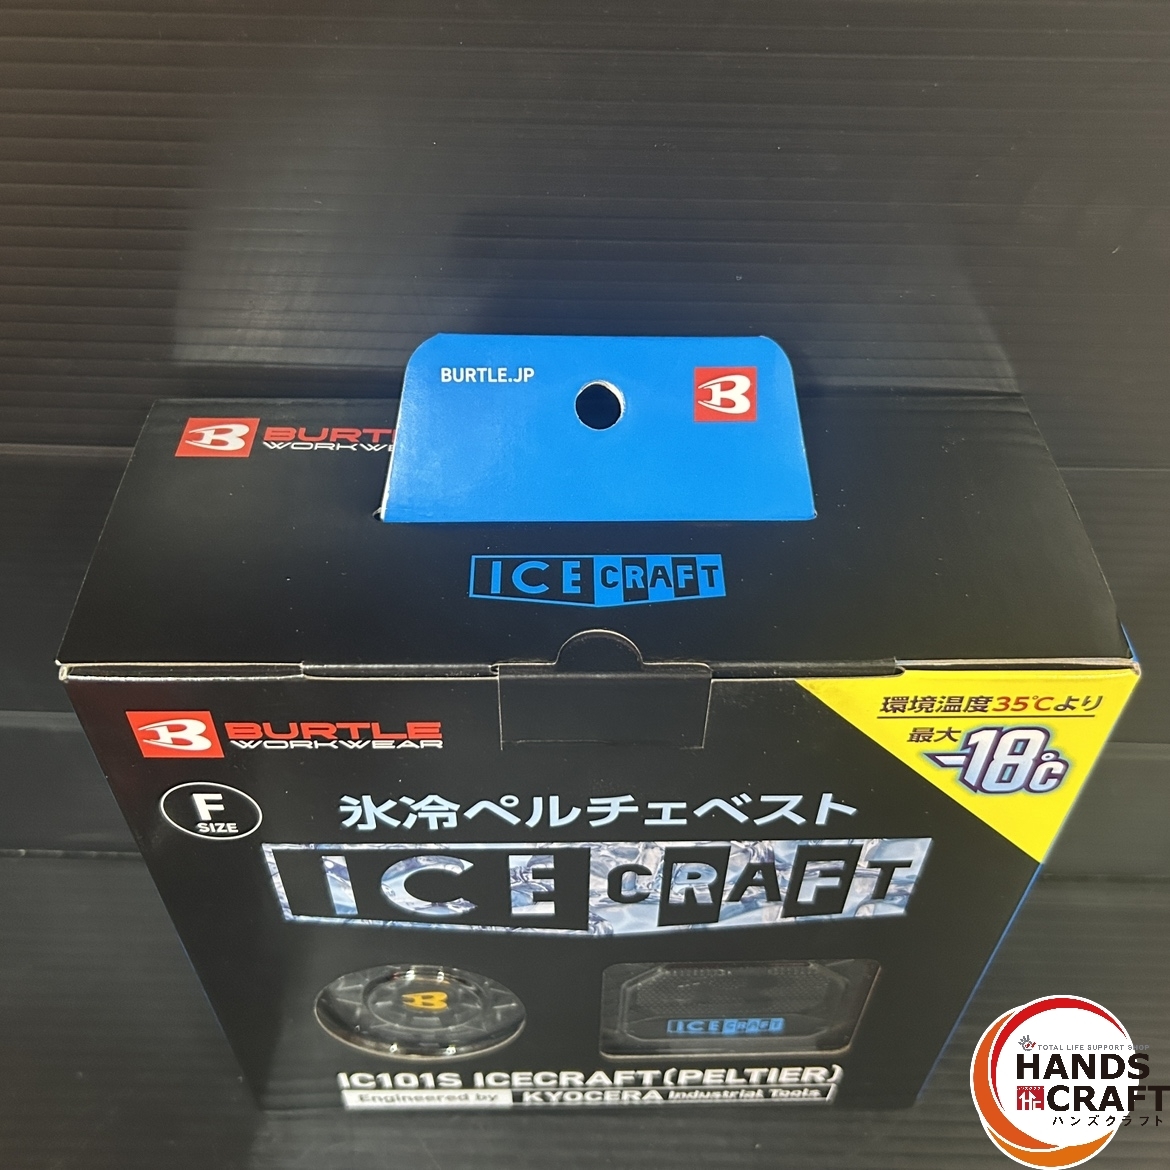 BURTLE.JP
B
B BURTL
WORKWE
ICE CRAFT
B BURTLE
WORKWEAR
環境温度35℃より
最大
-18℃
F
SIZE
氷冷ペルチェベスト
ICE CRAFT
B
ICE CRAFT
IC101S ICECRAFT(PELTIER)
Engineered by KYOCERA Industrial Tools
TOTAL LIFE SUPPORT SHOP
HANDS
CRAFT
ハンズクラフト